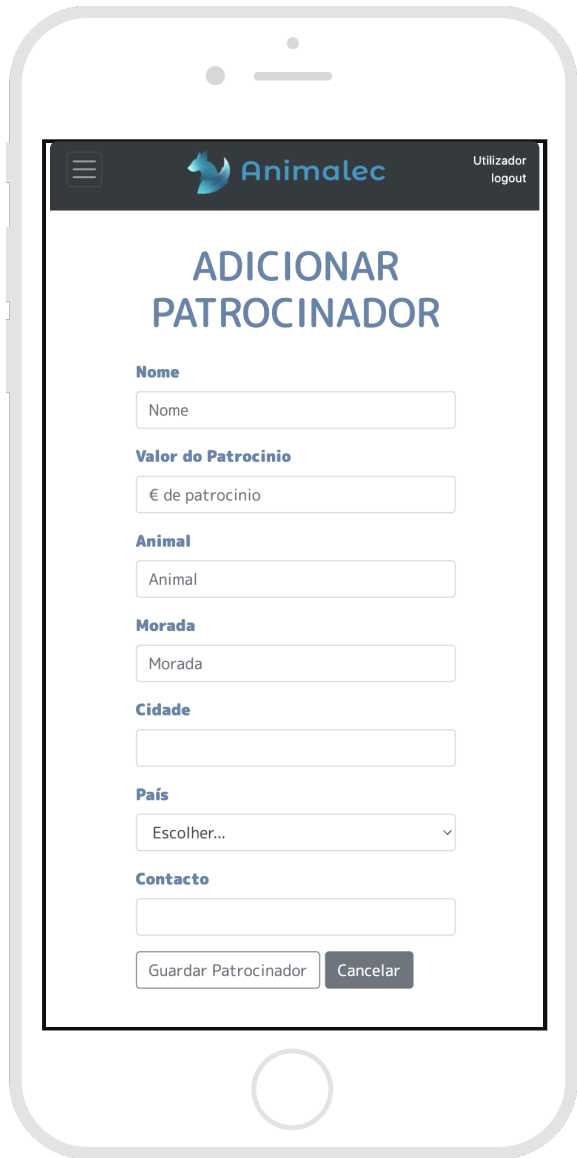 Animalec
Utilizador
logout
ADICIONAR
PATROCINADOR
Nome
Nome
Valor do Patrocinio
€ de patrocinio
Animal
Animal
Morada
Morada
Cidade
País
Escolher...
Contacto
Guardar Patrocinador Cancelar